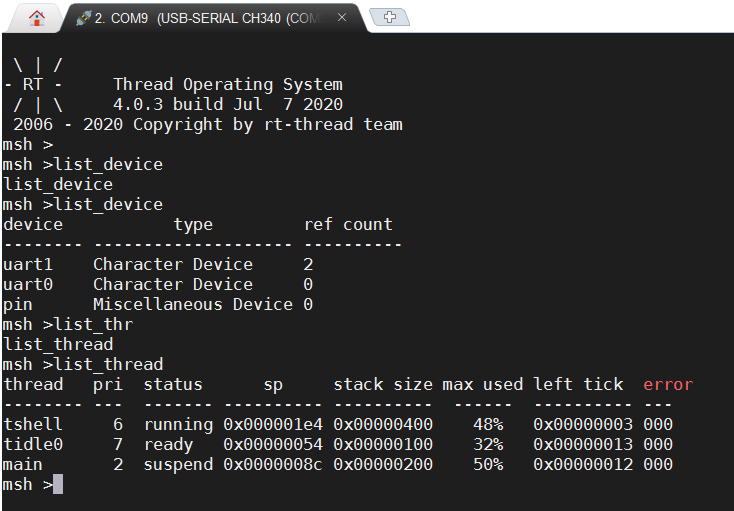 2. COM9 (USB-SERIAL CH340 (COM
\ | /
- RT -     Thread Operating System
/ | \     4.0.3 build Jul  7 2020
2006 - 2020 Copyright by rt-thread team
msh >
msh >list_device
list_device
msh >list_device
device           type         ref count
-------- -------------------- ----------
uart1    Character Device     2
uart0    Character Device     0
pin      Miscellaneous Device 0
msh >list_thr
list_thread
msh >list_thread
thread   pri  status      sp     stack size max used left tick  error
-------- ---  ------- ---------- ----------  ------  ---------- ---
tshell     6  running 0x000001e4 0x00000400    48%   0x00000003 000
tidle0     7  ready   0x00000054 0x00000100    32%   0x00000013 000
main       2  suspend 0x0000008c 0x00000200    50%   0x00000012 000
msh >